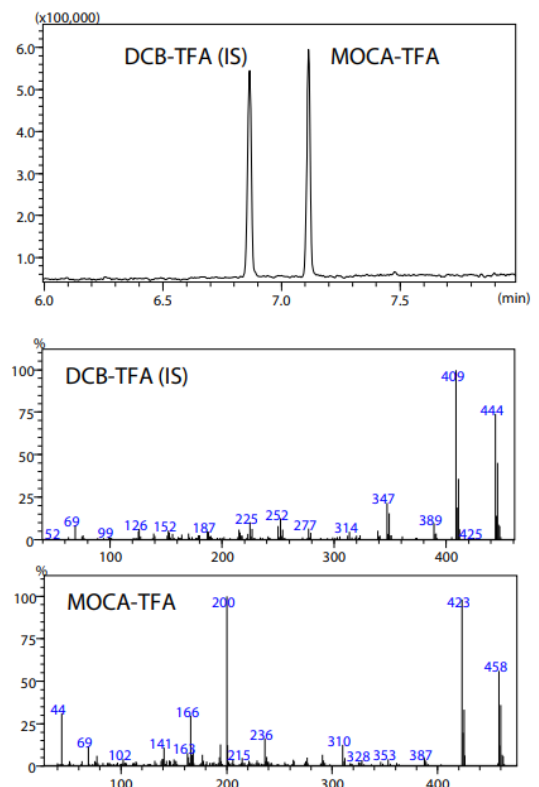 (x100,000)
6.0
DCB-TFA (IS) MOCA-TFA
5.0
4.0
3.0
2.0
1.0
6.0 6.5 7.0 7.5 (min)
%
100
DCB-TFA (IS)
409
444
75
50
25
347
52 69 99 126 152 187 225 252 277 314 389 425
0
100 200 300 400
%
100
MOCA-TFA
200
423
75
458
50
44
166
25
69 102 141 163 215 236 310 328 353 387
0
100 200 300 400